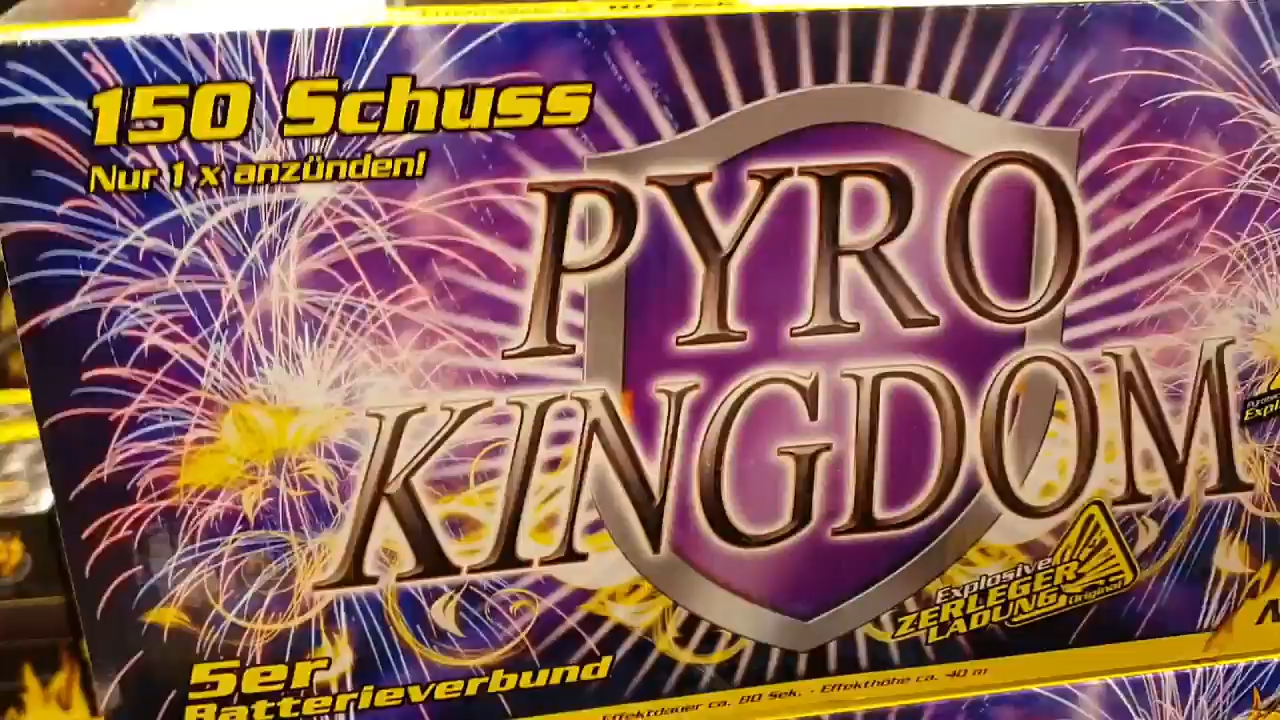 150 Schuss
Nur 1 x anzünden!
PYRO
KINGDOM
Explosive
ZERLEGER
LADUNG Original
5er
Batterieverbund
Effektdauer ca. 80 Sek. - Effekthöhe ca. 40 m